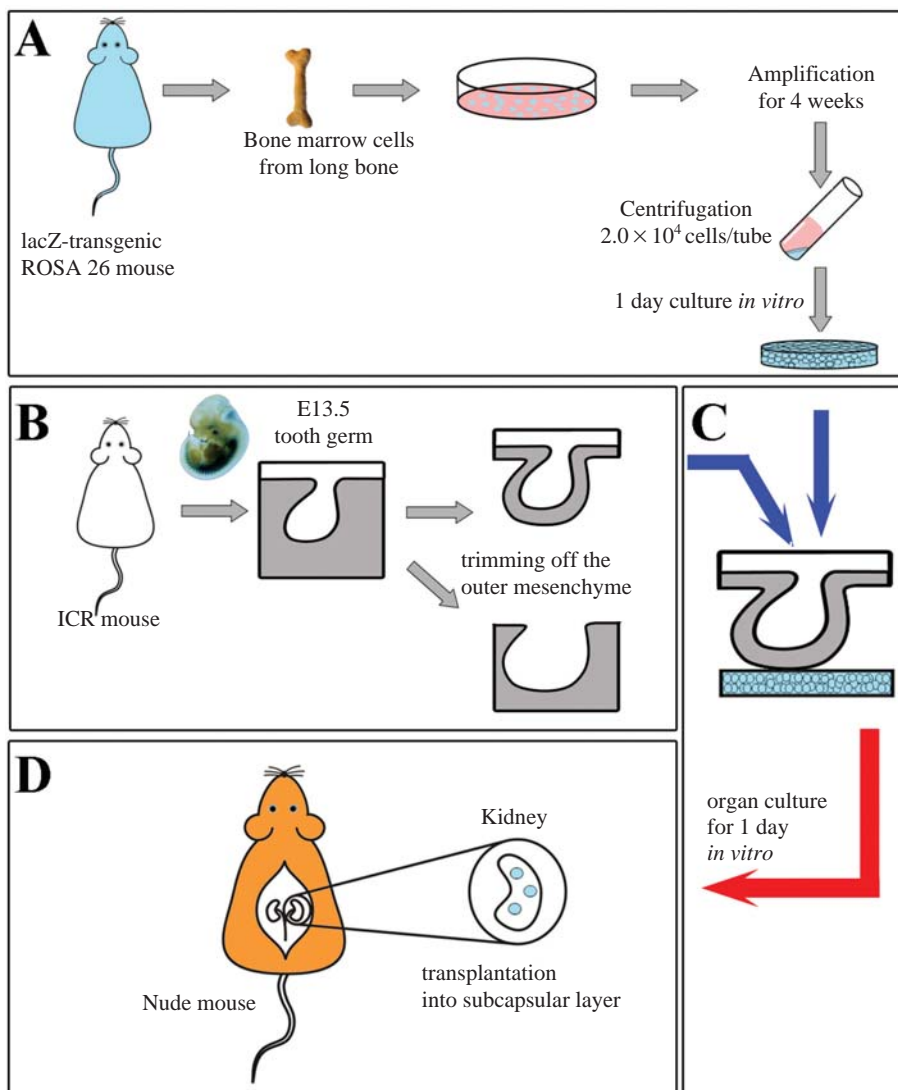 A
lacZ-transgenic
ROSA 26 mouse
Bone marrow cells
from long bone
Amplification
for 4 weeks
Centrifugation
2.0 × 10⁴ cells/tube
1 day culture in vitro
B
ICR mouse
E13.5
tooth germ
trimming off the
outer mesenchyme
C
organ culture
for 1 day
in vitro
D
Nude mouse
Kidney
transplantation
into subcapsular layer